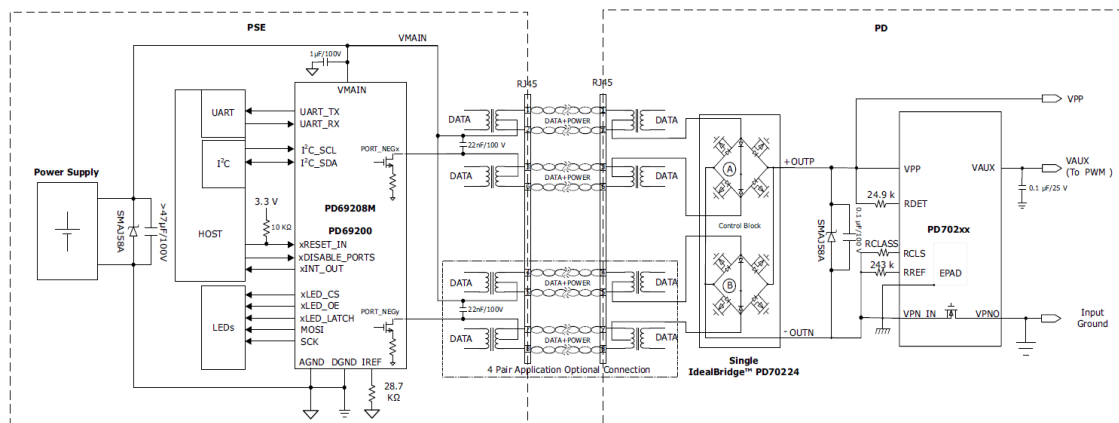 PSE
PD
VMAIN
1µF/100V
VMAIN
RJ45
RJ45
UART
UART_TX
UART_RX
I²C
I²C_SCL
I²C_SDA
Power Supply
SMAJ58A
>47µF/100V
HOST
3.3 V
10 KΩ
PORT_NEGx
PD69208M
PD69200
xRESET_IN
xDISABLE_PORTS
xINT_OUT
LEDs
xLED_CS
xLED_OE
xLED_LATCH
MOSI
SCK
PORT_NEGy
AGND DGND IREF
28.7
KΩ
DATA
DATA+POWER
DATA
22nF/100 V
DATA
DATA+POWER
DATA
DATA
DATA+POWER
DATA
22nF/100V
DATA
DATA+POWER
DATA
4 Pair Application Optional Connection
A
Control Block
B
Single
IdealBridge™ PD70224
+OUTP
-OUTN
SMAJ58A
0.1 µF/100 V
24.9 k
RCLASS
243 k
VPP
VAUX
RDET
PD702xx
RCLS
RREF
EPAD
VPN_IN
VPNO
VPP
VAUX
(To PWM )
0.1 µF/25 V
Input
Ground